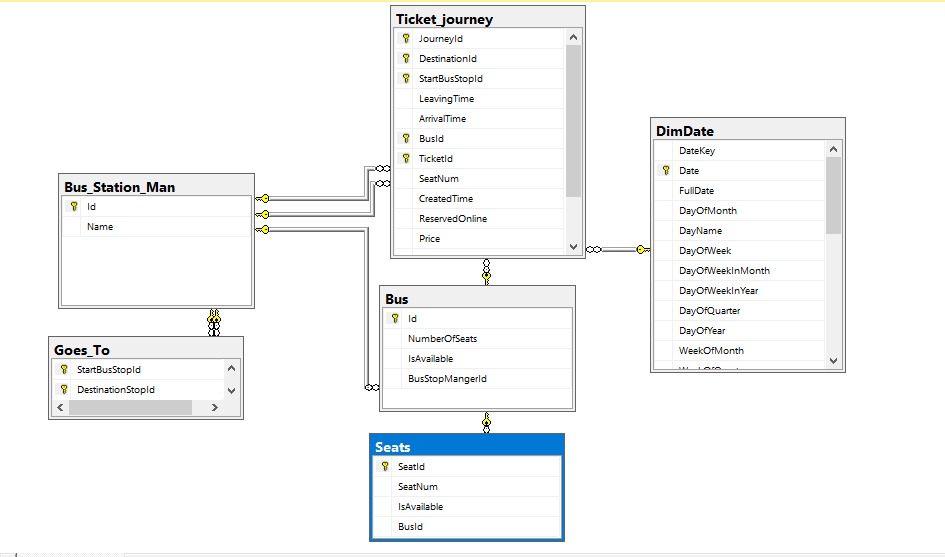 Ticket_journey
JourneyId
DestinationId
StartBusStopId
LeavingTime
ArrivalTime
BusId
TicketId
SeatNum
CreatedTime
ReservedOnline
Price
DimDate
DateKey
Date
FullDate
DayOfMonth
DayName
DayOfWeek
DayOfWeekInMonth
DayOfWeekInYear
DayOfQuarter
DayOfYear
WeekOfMonth
Bus_Station_Man
Id
Name
Bus
Id
NumberOfSeats
IsAvailable
BusStopMangerId
Goes_To
StartBusStopId
DestinationStopId
Seats
SeatId
SeatNum
IsAvailable
BusId